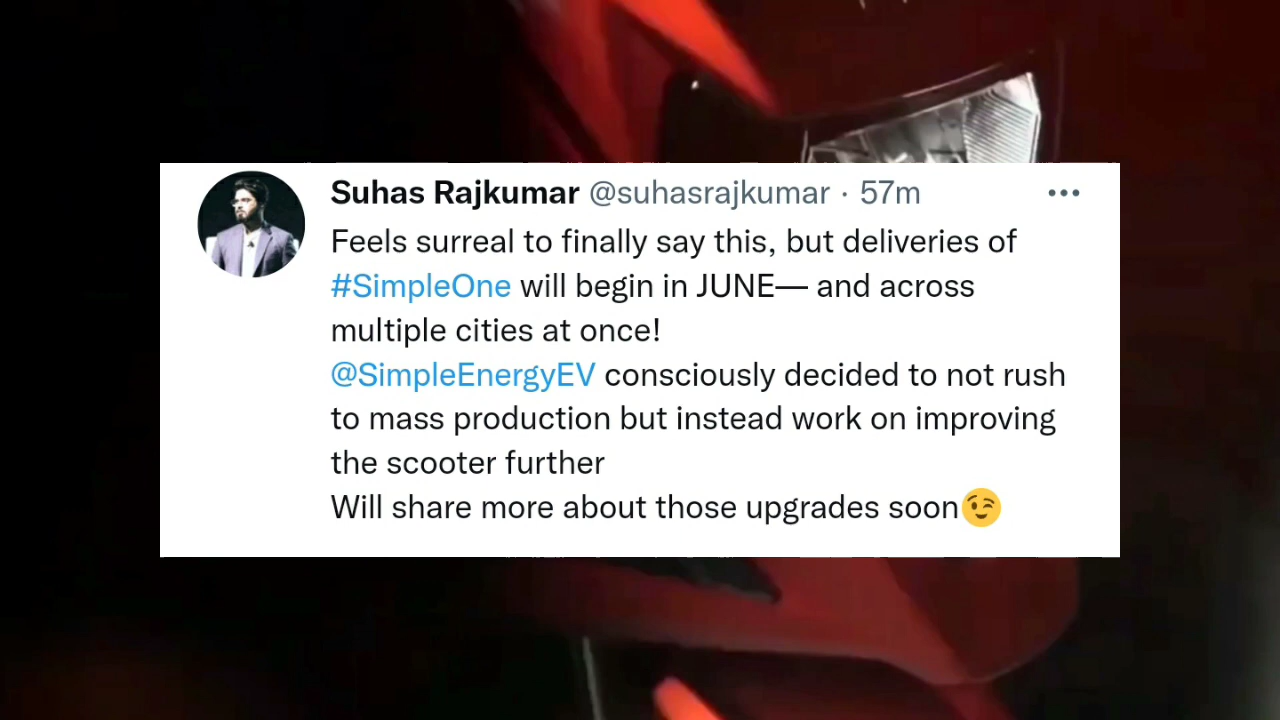 Suhas Rajkumar @suhasrajkumar · 57m
Feels surreal to finally say this, but deliveries of
#SimpleOne will begin in JUNE— and across
multiple cities at once!
@SimpleEnergyEV consciously decided to not rush
to mass production but instead work on improving
the scooter further
Will share more about those upgrades soon😉